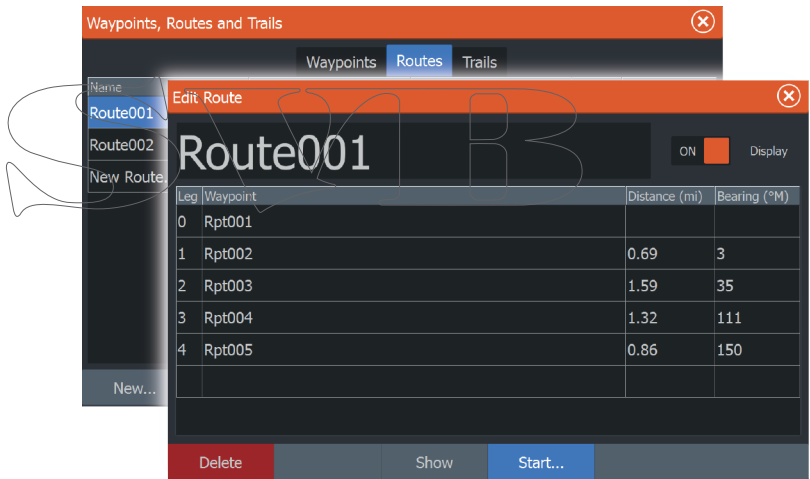 Waypoints, Routes and Trails
Waypoints Routes Trails
Name
Route001
Route002
New Route.
New...
Edit Route
Route001
ON Display
Leg Waypoint Distance (mi) Bearing (°M)
0 Rpt001
1 Rpt002 0.69 3
2 Rpt003 1.59 35
3 Rpt004 1.32 111
4 Rpt005 0.86 150
Delete Show Start...